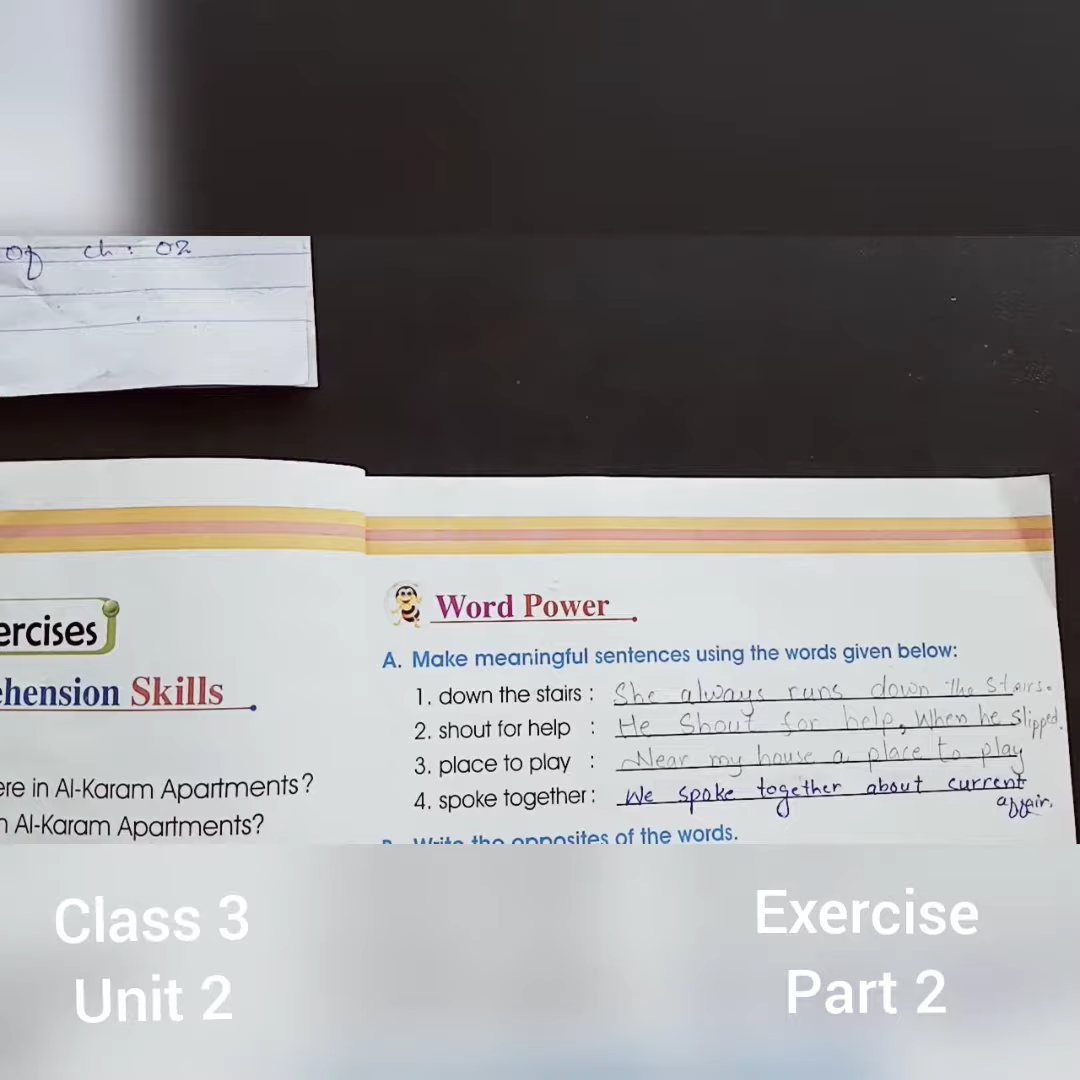 of ch: 02
ercises
Word Power
A. Make meaningful sentences using the words given below:
hension Skills
1. down the stairs : She always runs down the stairs.
2. shout for help : He Shout for help, When he slipped.
3. place to play : Near my house a place to play
ere in Al-Karam Apartments?
4. spoke together : We spoke together about current
affair.
n Al-Karam Apartments?
B. Write the opposites of the words.
Class 3
Unit 2
Exercise
Part 2